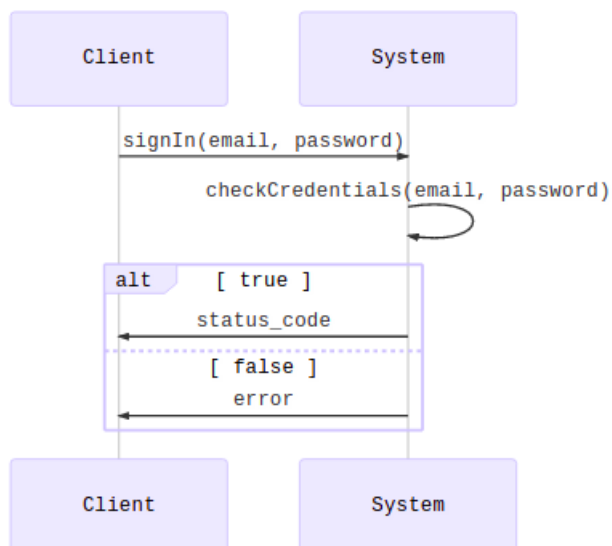 Client System
signIn(email, password)
checkCredentials(email, password)
alt [ true ]
status_code
[ false ]
error
Client System